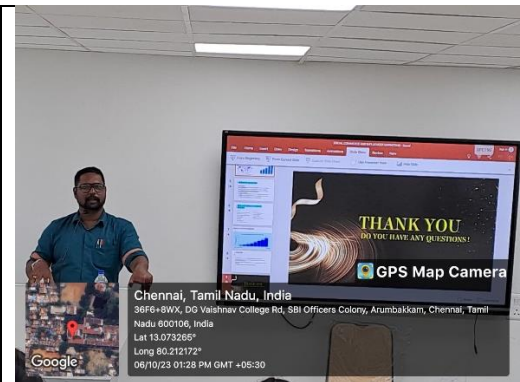 THANK YOU
DO YOU HAVE ANY QUESTIONS !
GPS Map Camera
Chennai, Tamil Nadu, India
36F6+8WX, DG Vaishnav College Rd, SBI Officers Colony, Arumbakkam, Chennai, Tamil
Nadu 600106, India
Lat 13.073265°
Long 80.212172°
06/10/23 01:28 PM GMT +05:30
Google